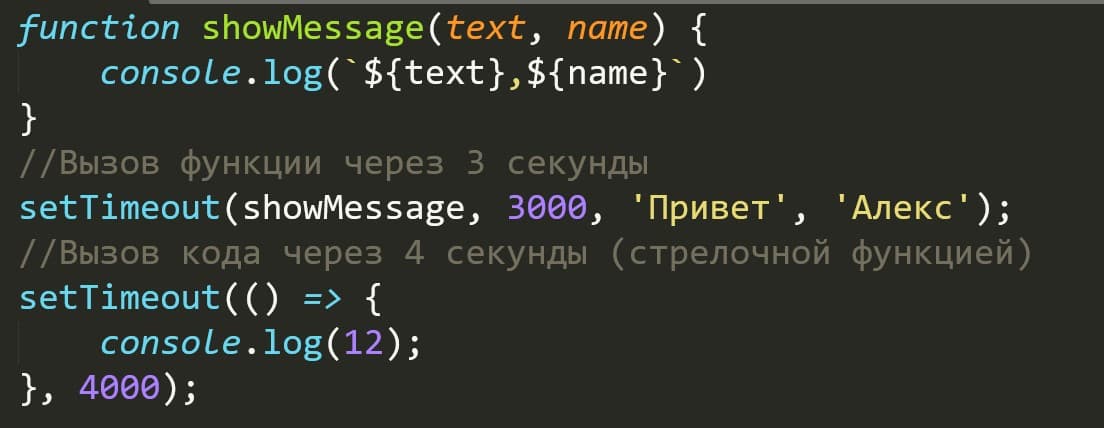 function showMessage(text, name) {
    console.log(`${text},${name}`)
}
//Вызов функции через 3 секунды
setTimeout(showMessage, 3000, 'Привет', 'Алекс');
//Вызов кода через 4 секунды (стрелочной функцией)
setTimeout(() => {
    console.log(12);
}, 4000);